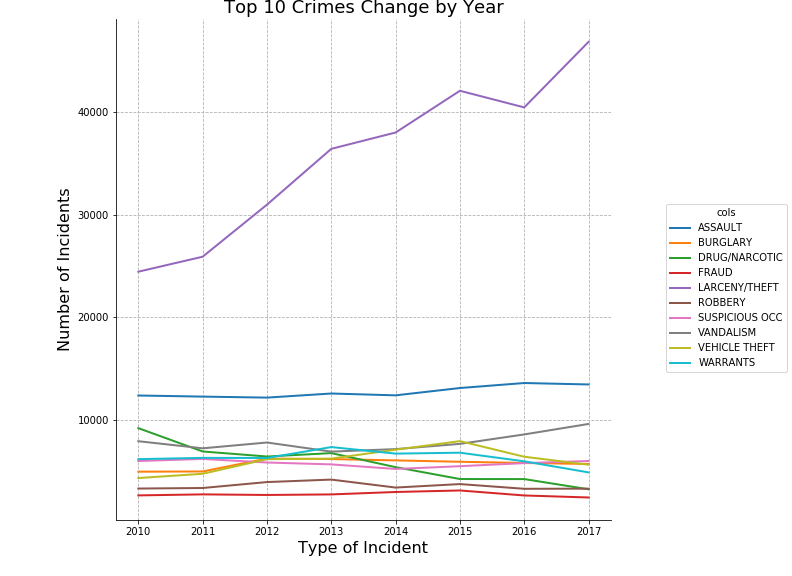 Top 10 Crimes Change by Year
Number of Incidents
40000
30000
20000
10000
2010 2011 2012 2013 2014 2015 2016 2017
Type of Incident
cols
ASSAULT
BURGLARY
DRUG/NARCOTIC
FRAUD
LARCENY/THEFT
ROBBERY
SUSPICIOUS OCC
VANDALISM
VEHICLE THEFT
WARRANTS